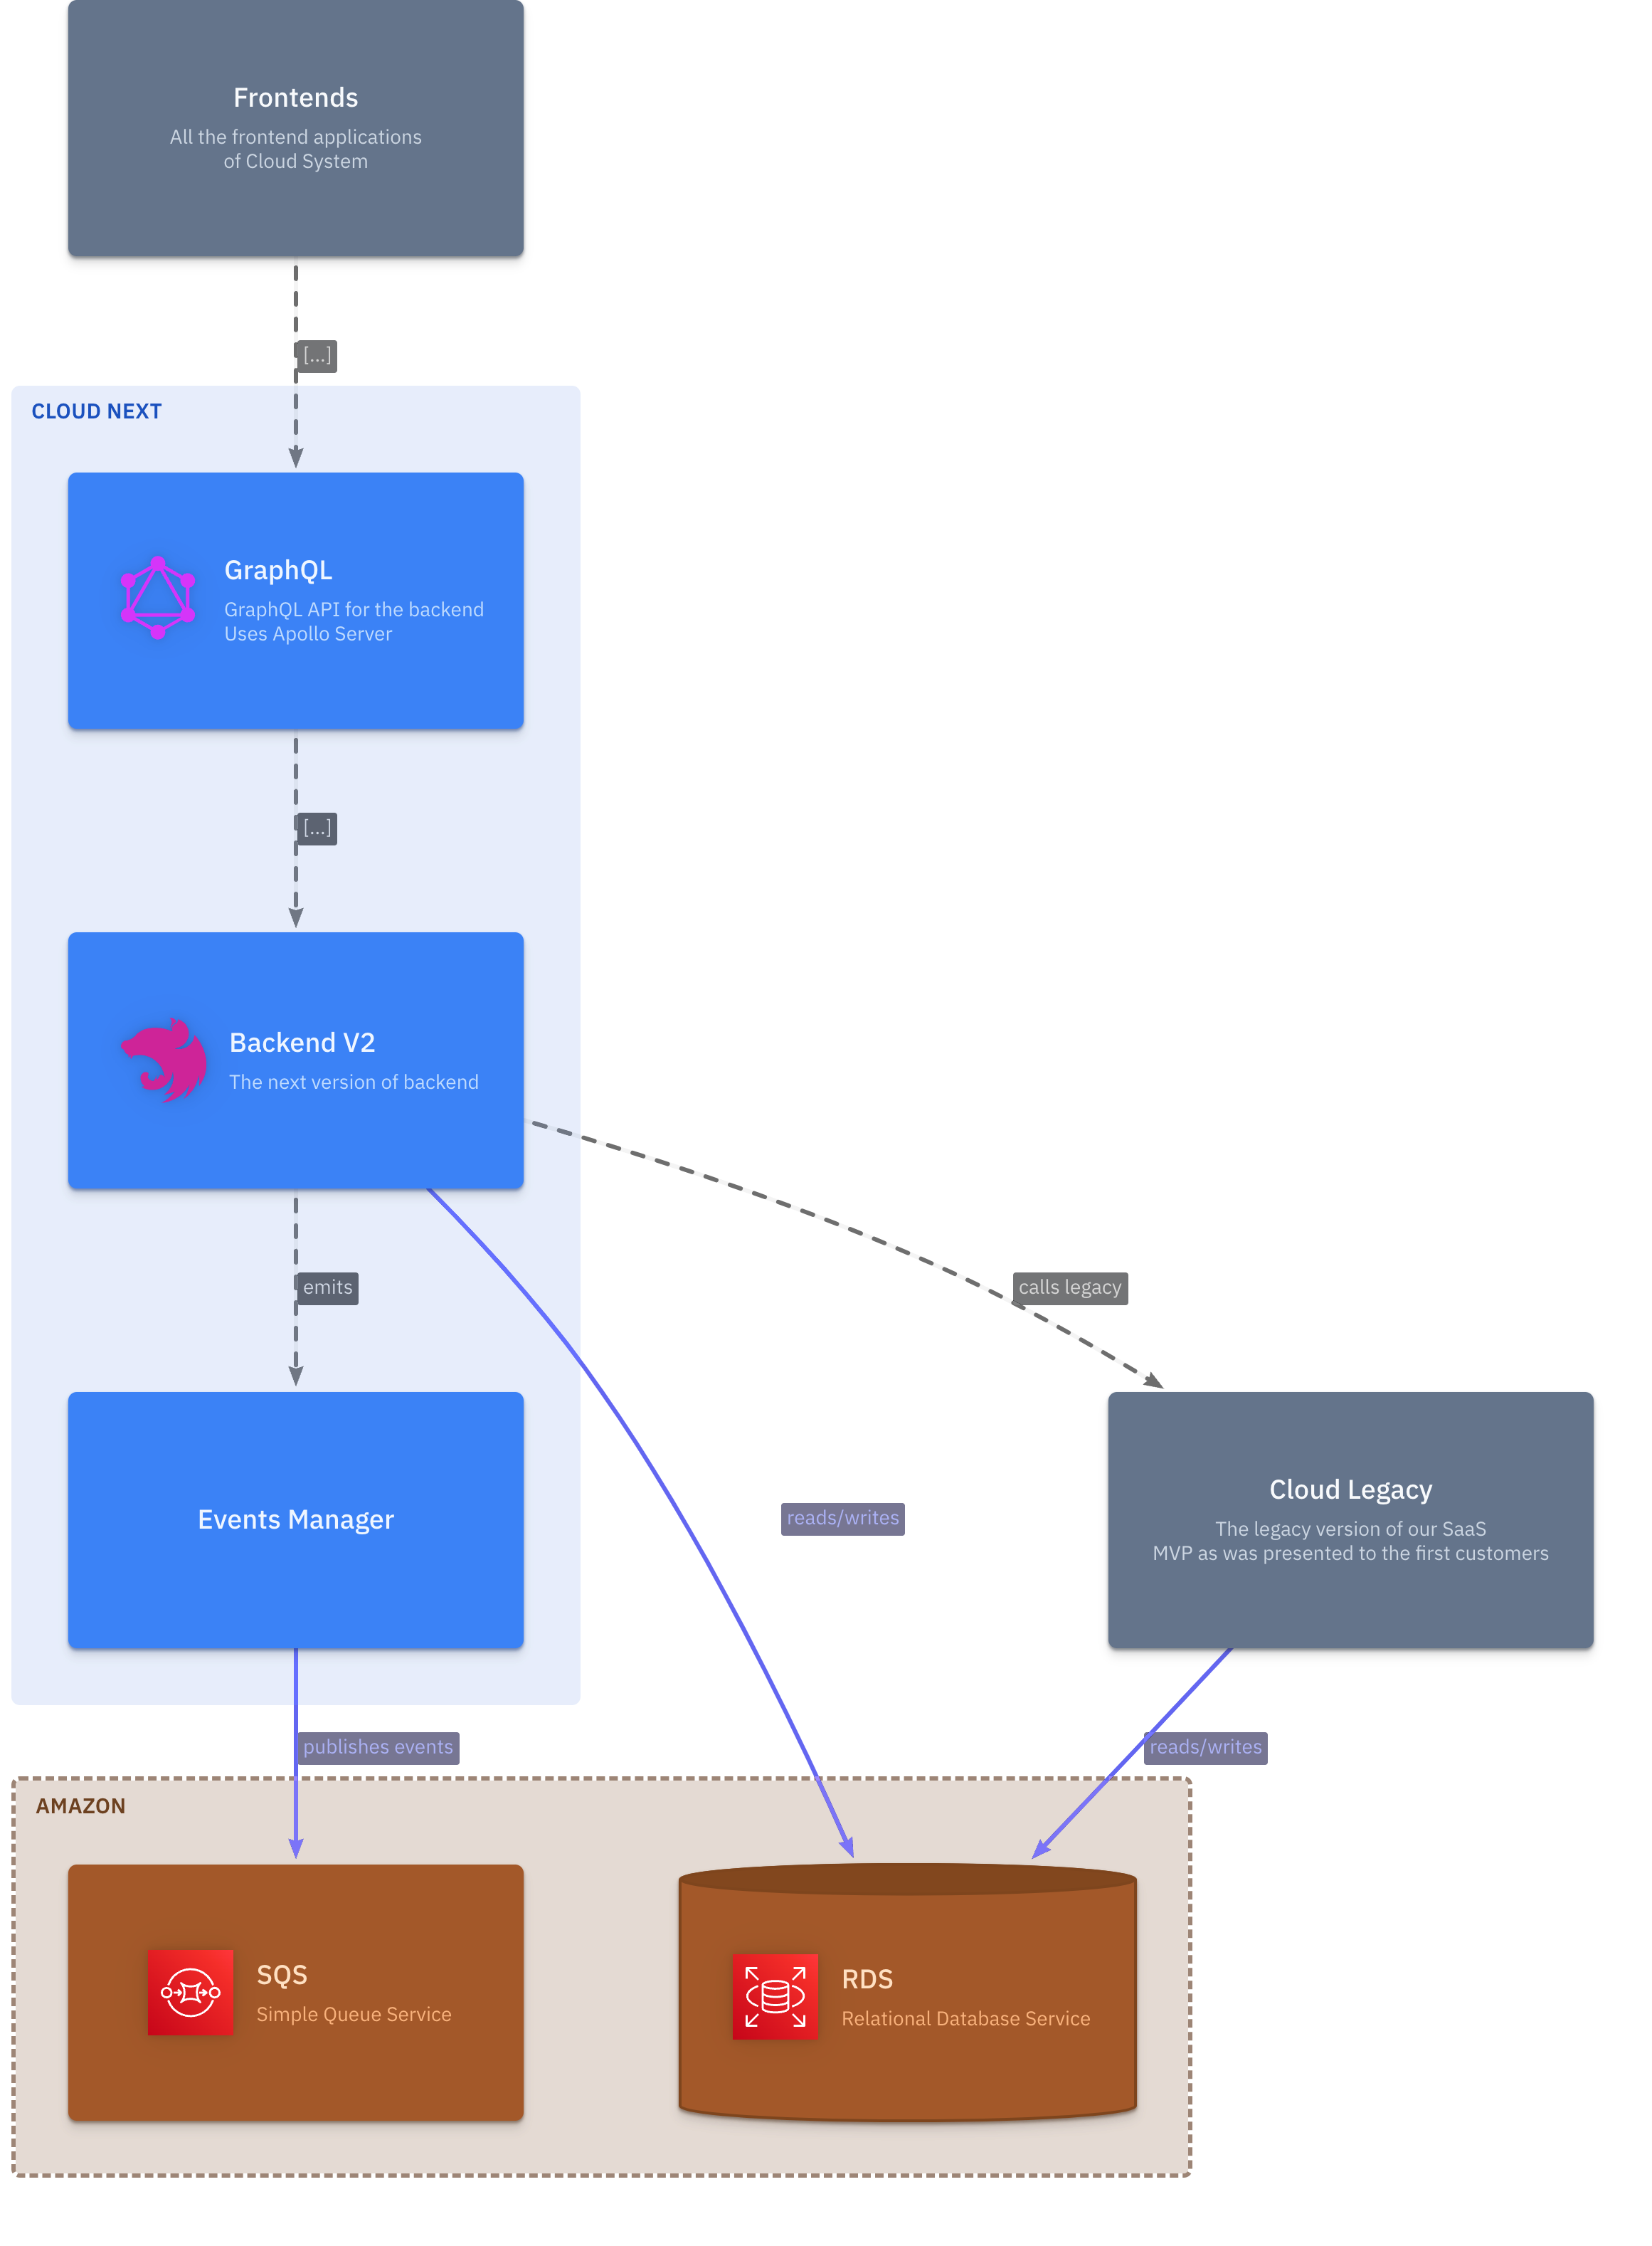 Frontends
All the frontend applications
of Cloud System
[...]
CLOUD NEXT
GraphQL
GraphQL API for the backend
Uses Apollo Server
[...]
Backend V2
The next version of backend
emits
calls legacy
Events Manager
reads/writes
Cloud Legacy
The legacy version of our SaaS
MVP as was presented to the first customers
publishes events
reads/writes
AMAZON
SQS
Simple Queue Service
RDS
Relational Database Service